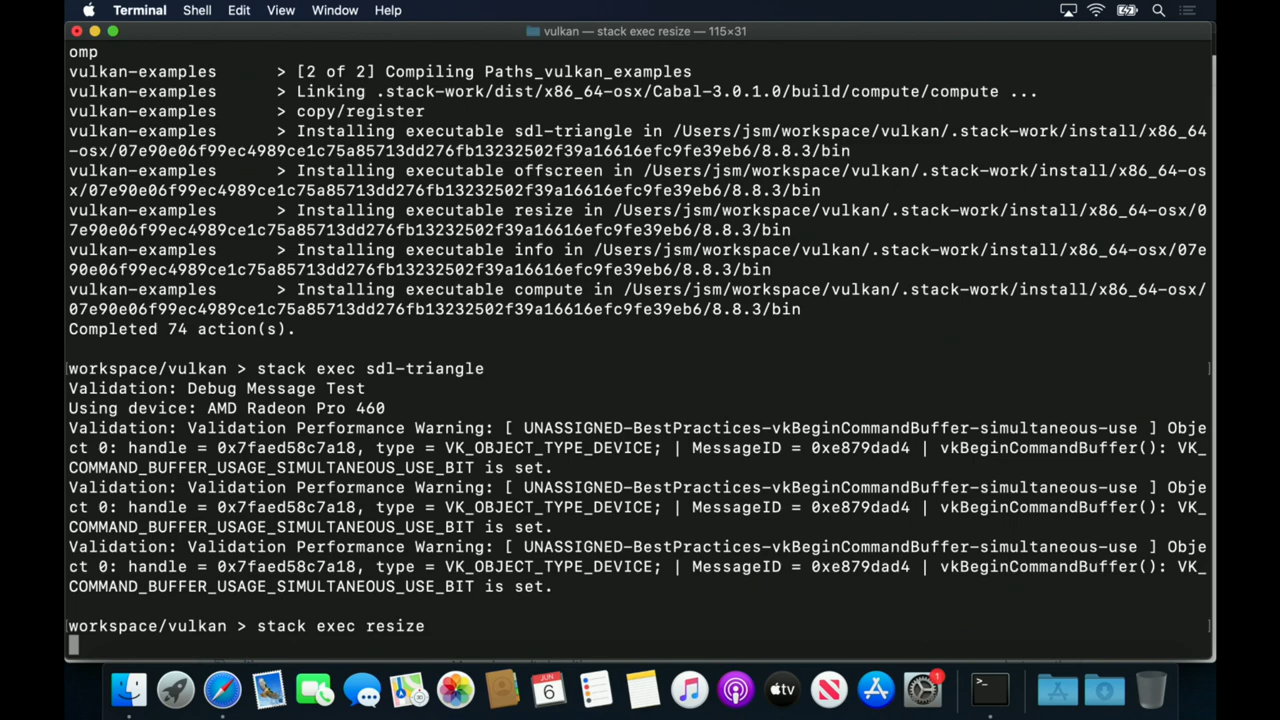 Terminal Shell Edit View Window Help
vulkan — stack exec resize — 115×31
omp
vulkan-examples > [2 of 2] Compiling Paths_vulkan_examples
vulkan-examples > Linking .stack-work/dist/x86_64-osx/Cabal-3.0.1.0/build/compute/compute ...
vulkan-examples > copy/register
vulkan-examples > Installing executable sdl-triangle in /Users/jsm/workspace/vulkan/.stack-work/install/x86_64
-osx/07e90e06f99ec4989ce1c75a85713dd276fb13232502f39a16616efc9fe39eb6/8.8.3/bin
vulkan-examples > Installing executable offscreen in /Users/jsm/workspace/vulkan/.stack-work/install/x86_64-os
x/07e90e06f99ec4989ce1c75a85713dd276fb13232502f39a16616efc9fe39eb6/8.8.3/bin
vulkan-examples > Installing executable resize in /Users/jsm/workspace/vulkan/.stack-work/install/x86_64-osx/0
7e90e06f99ec4989ce1c75a85713dd276fb13232502f39a16616efc9fe39eb6/8.8.3/bin
vulkan-examples > Installing executable info in /Users/jsm/workspace/vulkan/.stack-work/install/x86_64-osx/07e
90e06f99ec4989ce1c75a85713dd276fb13232502f39a16616efc9fe39eb6/8.8.3/bin
vulkan-examples > Installing executable compute in /Users/jsm/workspace/vulkan/.stack-work/install/x86_64-osx/
07e90e06f99ec4989ce1c75a85713dd276fb13232502f39a16616efc9fe39eb6/8.8.3/bin
Completed 74 action(s).
[workspace/vulkan > stack exec sdl-triangle ]
Validation: Debug Message Test
Using device: AMD Radeon Pro 460
Validation: Validation Performance Warning: [ UNASSIGNED-BestPractices-vkBeginCommandBuffer-simultaneous-use ] Obje
ct 0: handle = 0x7faed58c7a18, type = VK_OBJECT_TYPE_DEVICE; | MessageID = 0xe879dad4 | vkBeginCommandBuffer(): VK_
COMMAND_BUFFER_USAGE_SIMULTANEOUS_USE_BIT is set.
Validation: Validation Performance Warning: [ UNASSIGNED-BestPractices-vkBeginCommandBuffer-simultaneous-use ] Obje
ct 0: handle = 0x7faed58c7a18, type = VK_OBJECT_TYPE_DEVICE; | MessageID = 0xe879dad4 | vkBeginCommandBuffer(): VK_
COMMAND_BUFFER_USAGE_SIMULTANEOUS_USE_BIT is set.
Validation: Validation Performance Warning: [ UNASSIGNED-BestPractices-vkBeginCommandBuffer-simultaneous-use ] Obje
ct 0: handle = 0x7faed58c7a18, type = VK_OBJECT_TYPE_DEVICE; | MessageID = 0xe879dad4 | vkBeginCommandBuffer(): VK_
COMMAND_BUFFER_USAGE_SIMULTANEOUS_USE_BIT is set.
[workspace/vulkan > stack exec resize ]
JUN
6
tv
1
>_